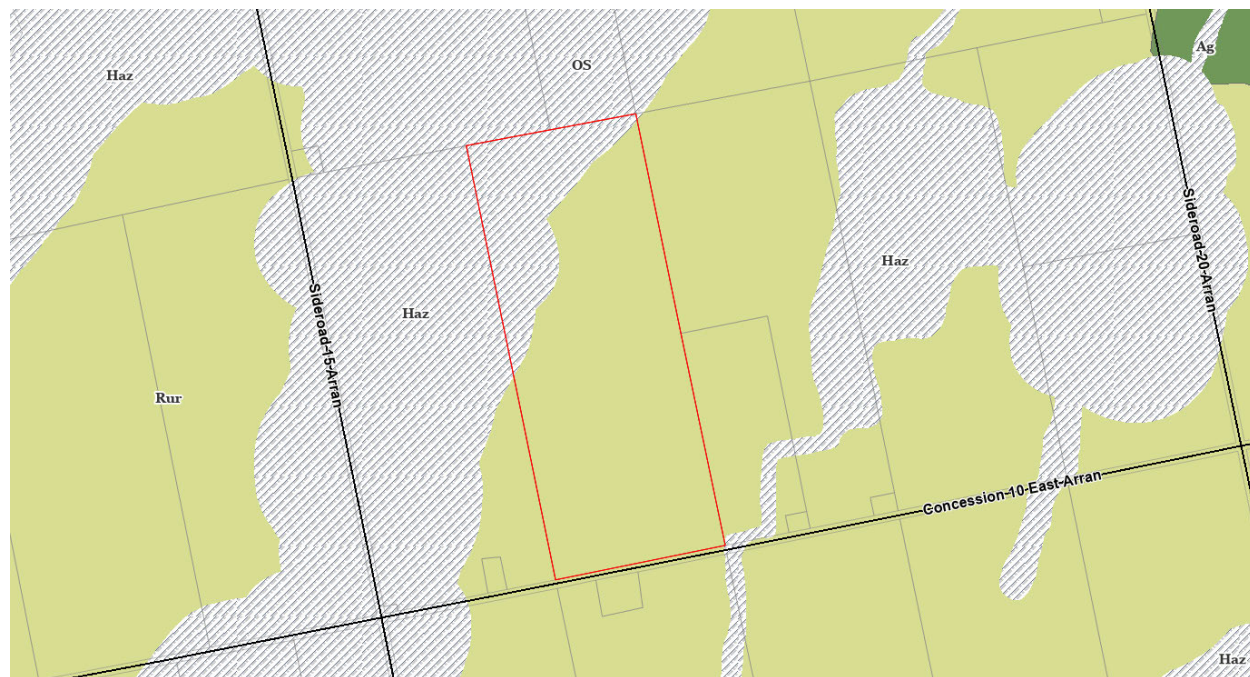 Ag
OS
Haz
Sideroad 20 Arran
Haz
Haz
Sideroad 15 Arran
Rur
Concession 10 East Arran
Haz